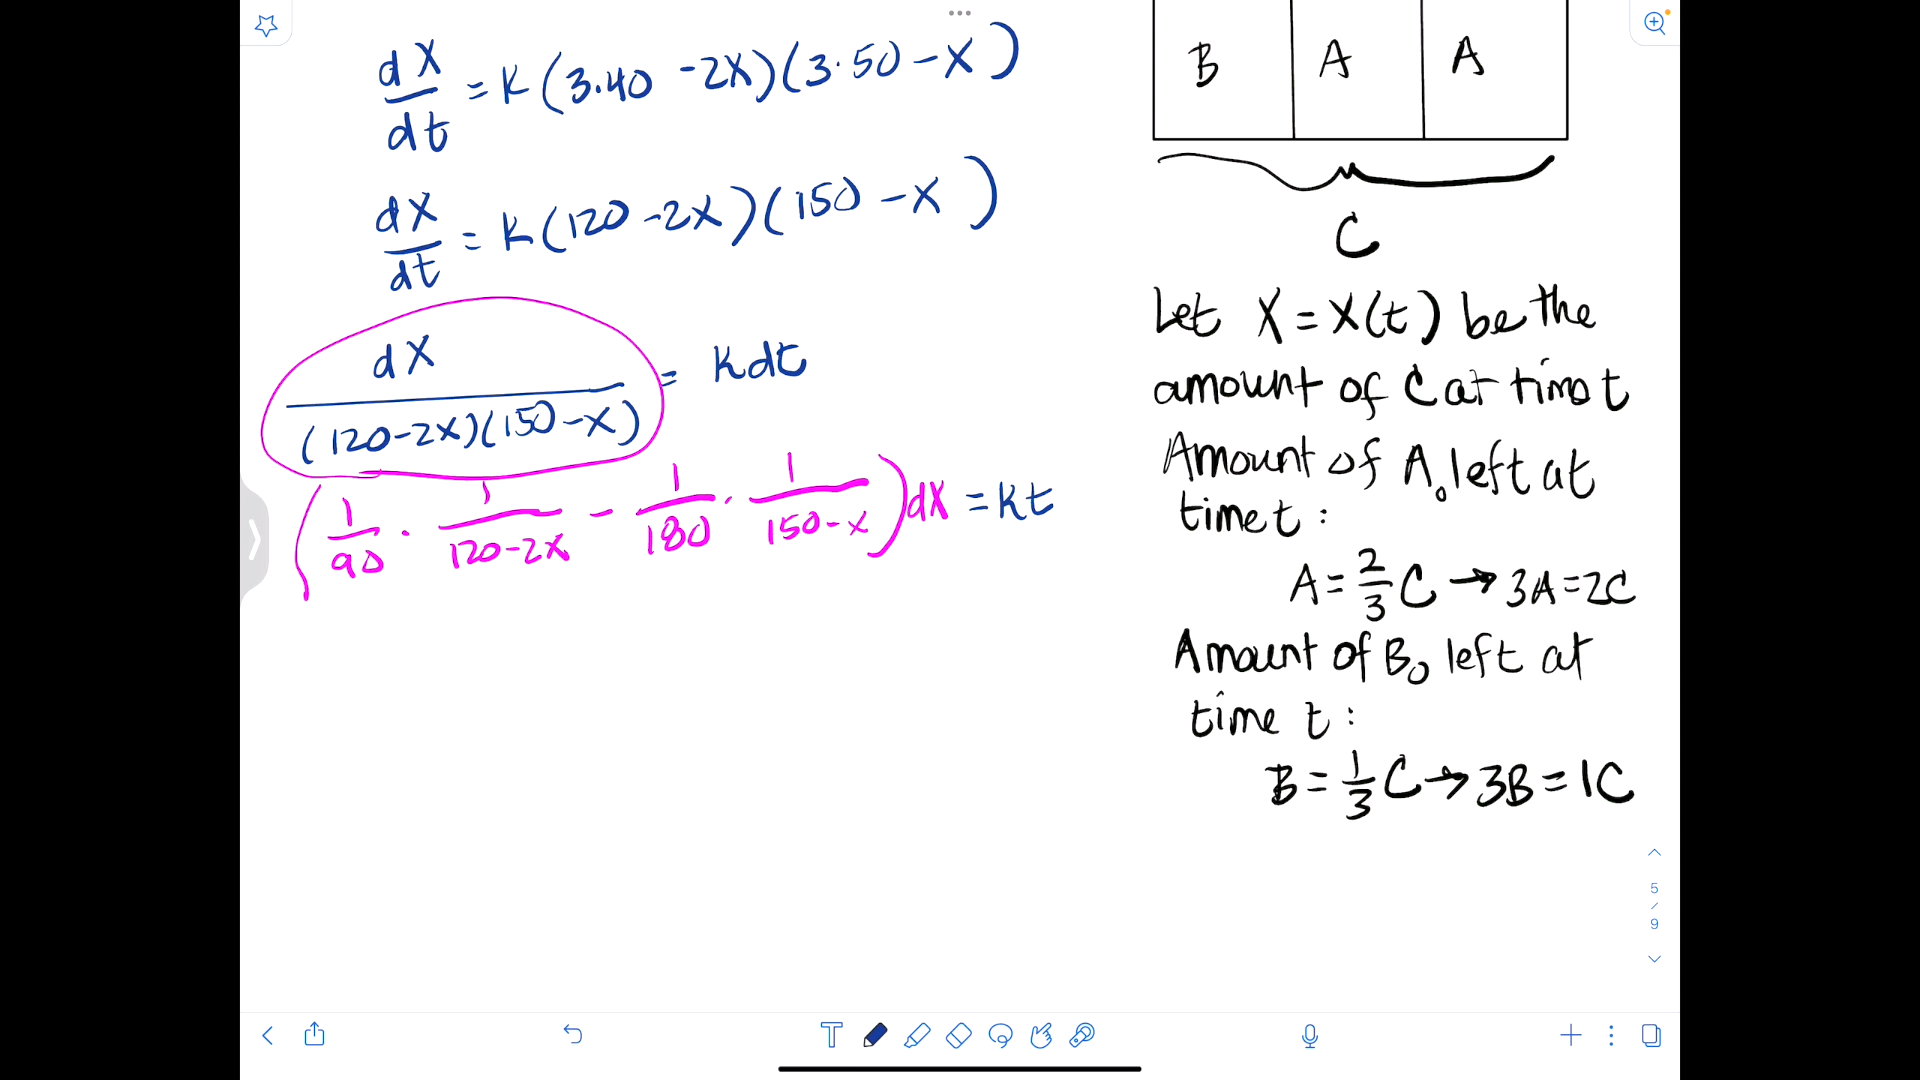 dX/dt = K(3·40 - 2X)(3·50 - X)
dX/dt = K(120 - 2X)(150 - X)
dX/((120-2X)(150-X)) = Kdt
(1/90 · 1/(120-2X) - 1/180 · 1/(150-X))dX = Kt
B A A
C
Let X = X(t) be the
amount of C at time t
Amount of A₀ left at
time t:
A = 2/3 C → 3A = 2C
Amount of B₀ left at
time t:
B = 1/3 C → 3B = 1C
5
/
9
T